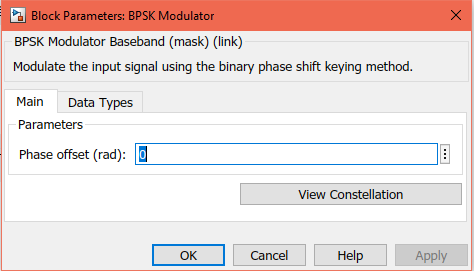 Block Parameters: BPSK Modulator
BPSK Modulator Baseband (mask) (link)
Modulate the input signal using the binary phase shift keying method.
Main Data Types
Parameters
Phase offset (rad): 0
View Constellation
OK Cancel Help Apply